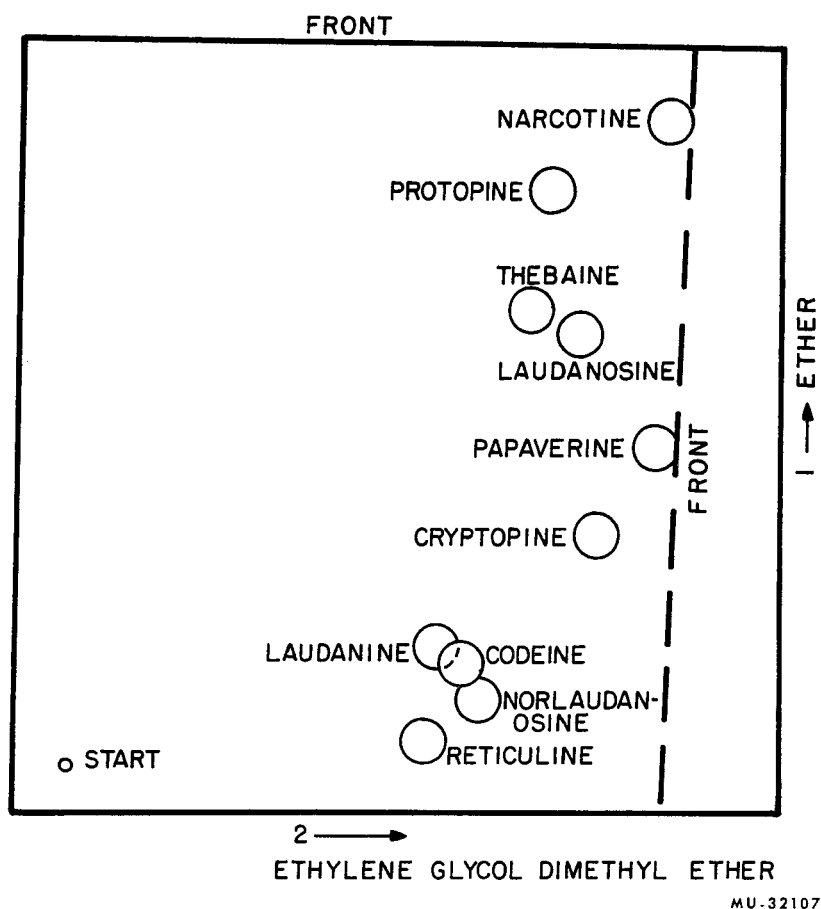 FRONT
NARCOTINE
PROTOPINE
THEBAINE
LAUDANOSINE
1 → ETHER
PAPAVERINE
FRONT
CRYPTOPINE
LAUDANINE
CODEINE
NORLAUDAN-
OSINE
RETICULINE
START
2 →
ETHYLENE GLYCOL DIMETHYL ETHER
MU-32107